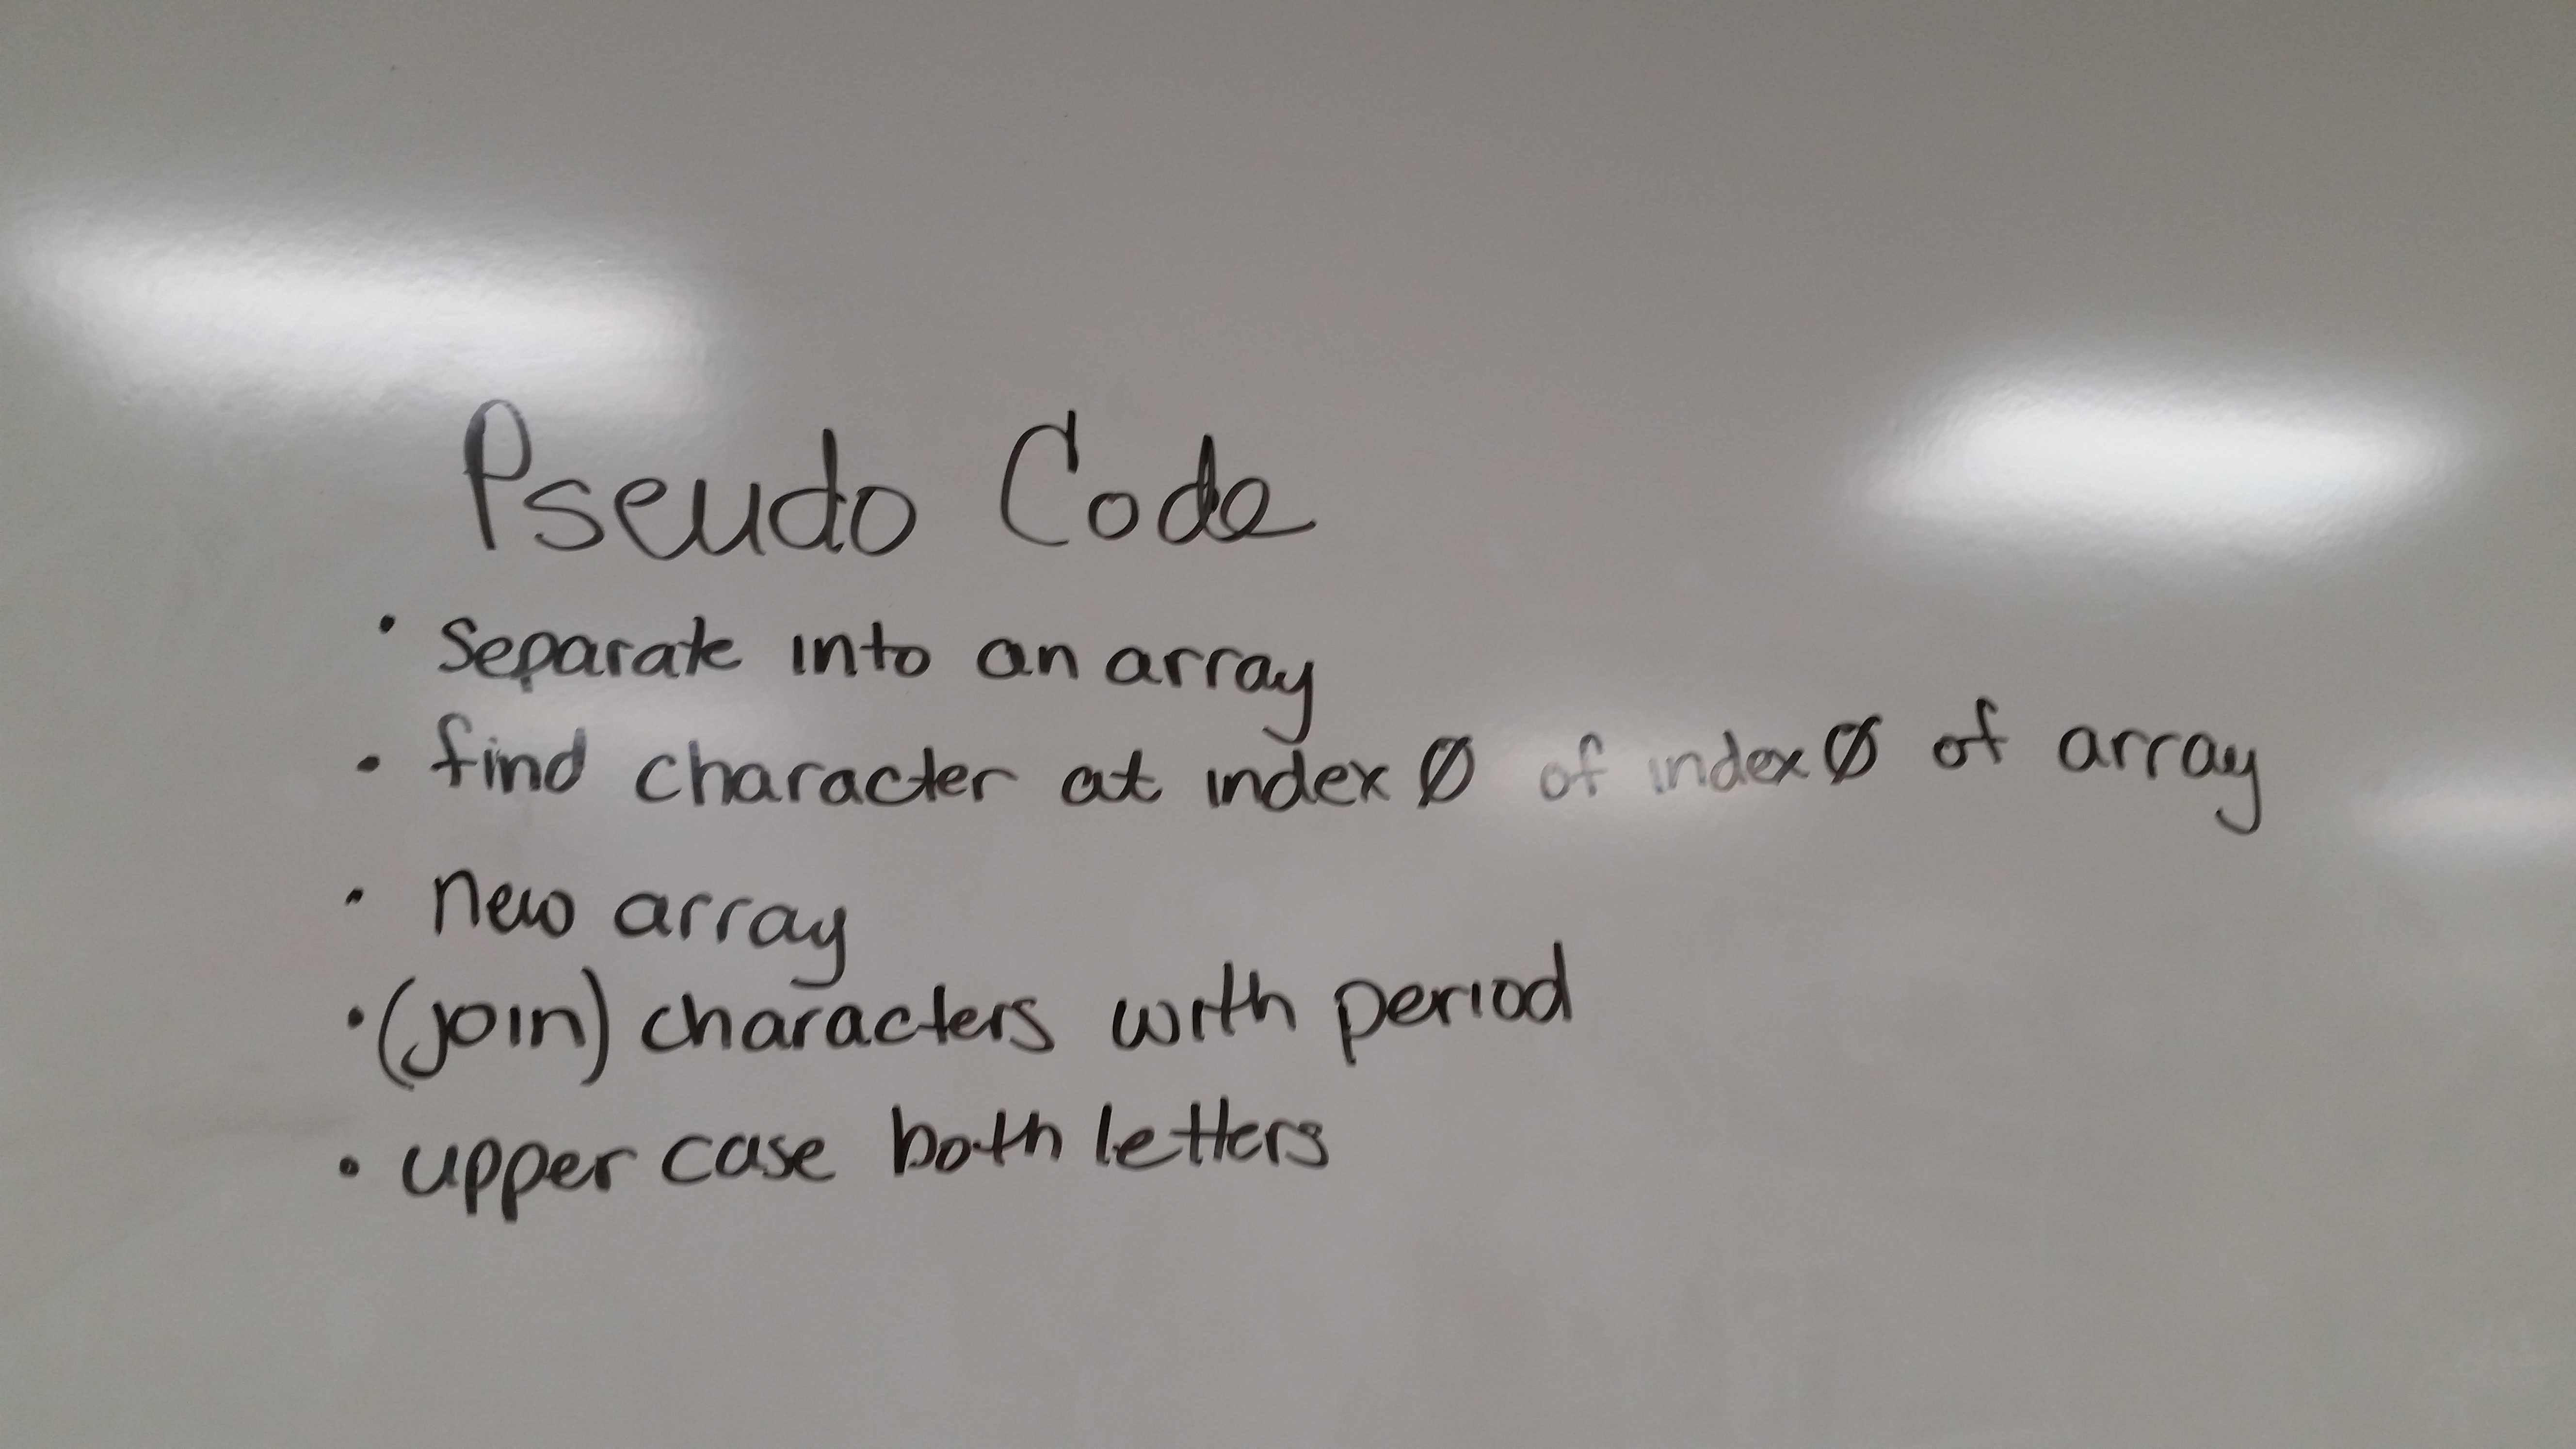 Pseudo Code
• separate into an array
• find character at index Ø of index Ø of array
• new array
• (join) characters with period
• upper case both letters